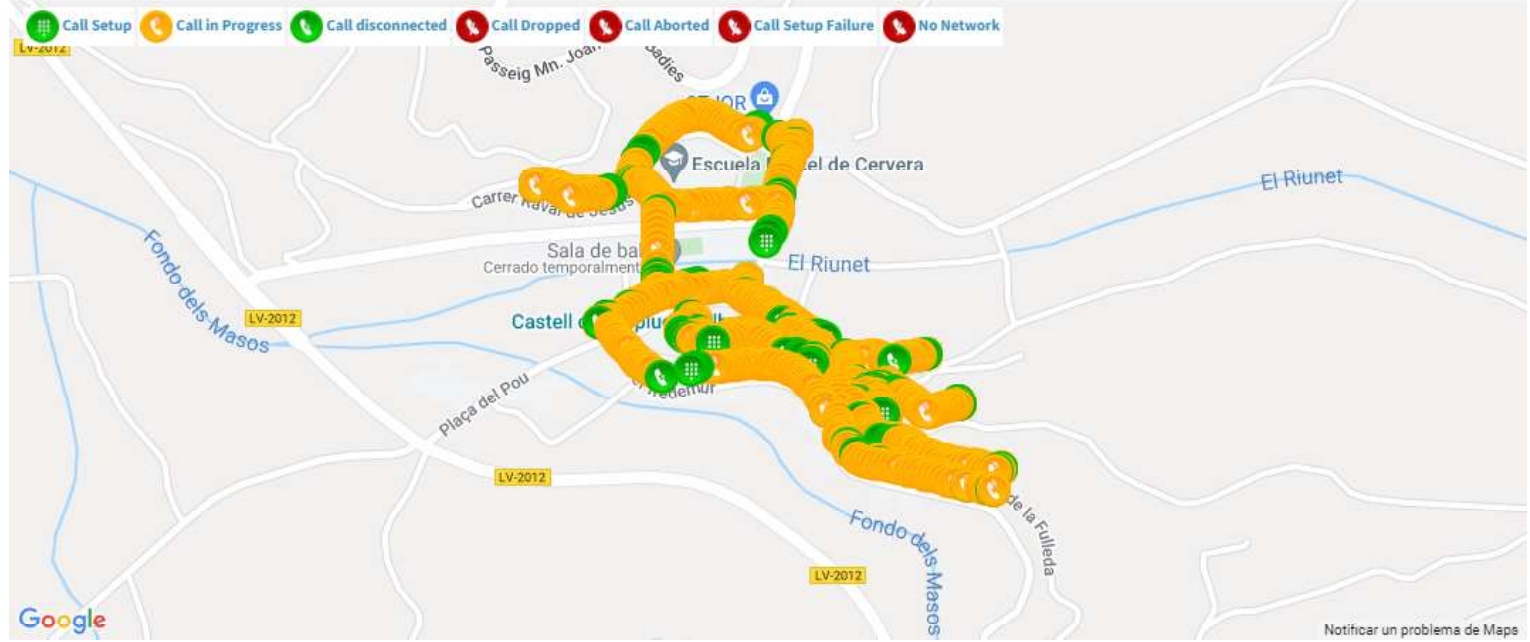 Call Setup
Call in Progress
Call disconnected
Call Dropped
Call Aborted
Call Setup Failure
No Network
LV-2012
Passeig Mn. Joan
Badies
JOR
Escuela
el de Cervera
Carrer Raval de Jesús
El Riunet
Sala de
Cerrado
El Riunet
Fondo dels Masos
LV-2012
Castell
Plaça del Pou
LV-2012
Fondo dels Masos
de la Fulleda
LV-2012
Google
Notificar un problema de Maps